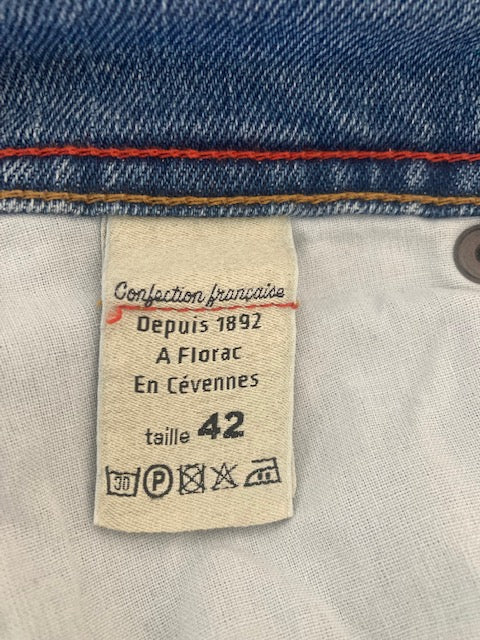 Confection française
Depuis 1892
A Florac
En Cévennes
taille 42
30 P